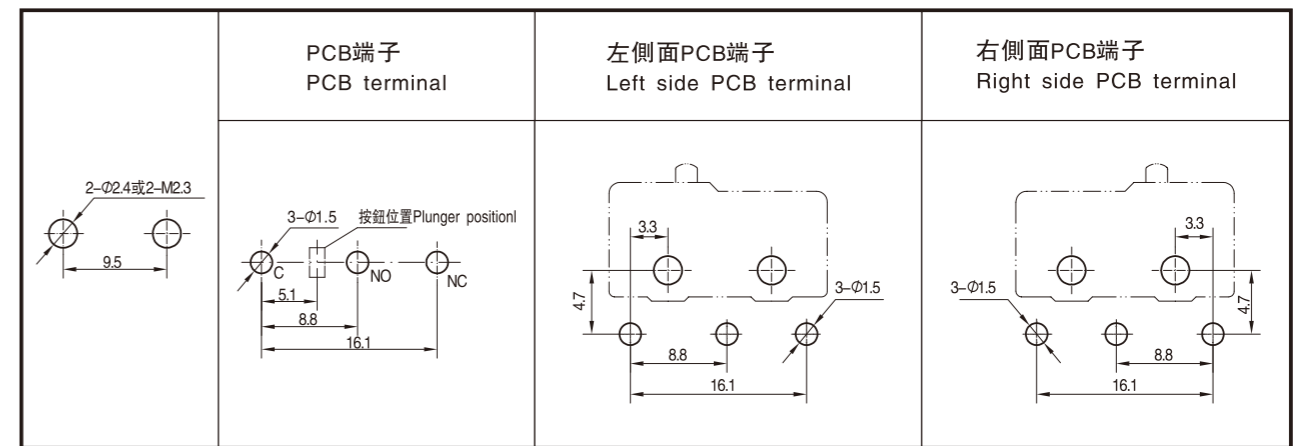 PCB端子
PCB terminal
左側面PCB端子
Left side PCB terminal
右側面PCB端子
Right side PCB terminal
2-Φ2.4或2-M2.3
9.5
3-Φ1.5
按鈕位置Plunger positionl
C
NO
NC
5.1
8.8
16.1
3.3
4.7
3-Φ1.5
8.8
16.1
3.3
3-Φ1.5
4.7
8.8
16.1